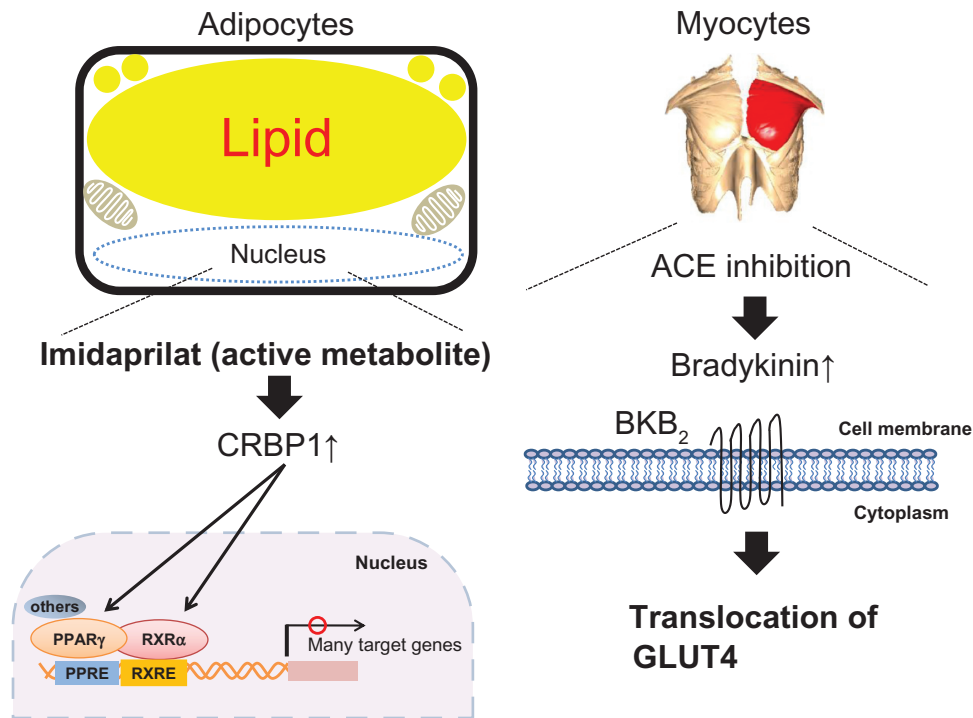 Adipocytes
Lipid
Nucleus
Imidaprilat (active metabolite)
CRBP1↑
Nucleus
others
PPARγ
RXRα
PPRE
RXRE
Many target genes
Myocytes
ACE inhibition
Bradykinin↑
BKB₂
Cell membrane
Cytoplasm
Translocation of
GLUT4